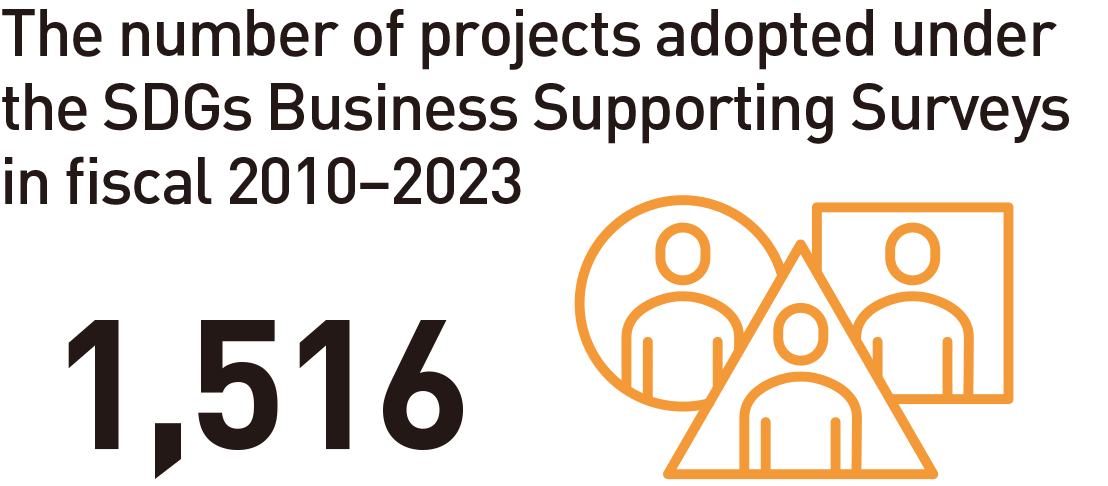 The number of projects adopted under
the SDGs Business Supporting Surveys
in fiscal 2010–2023
1,516